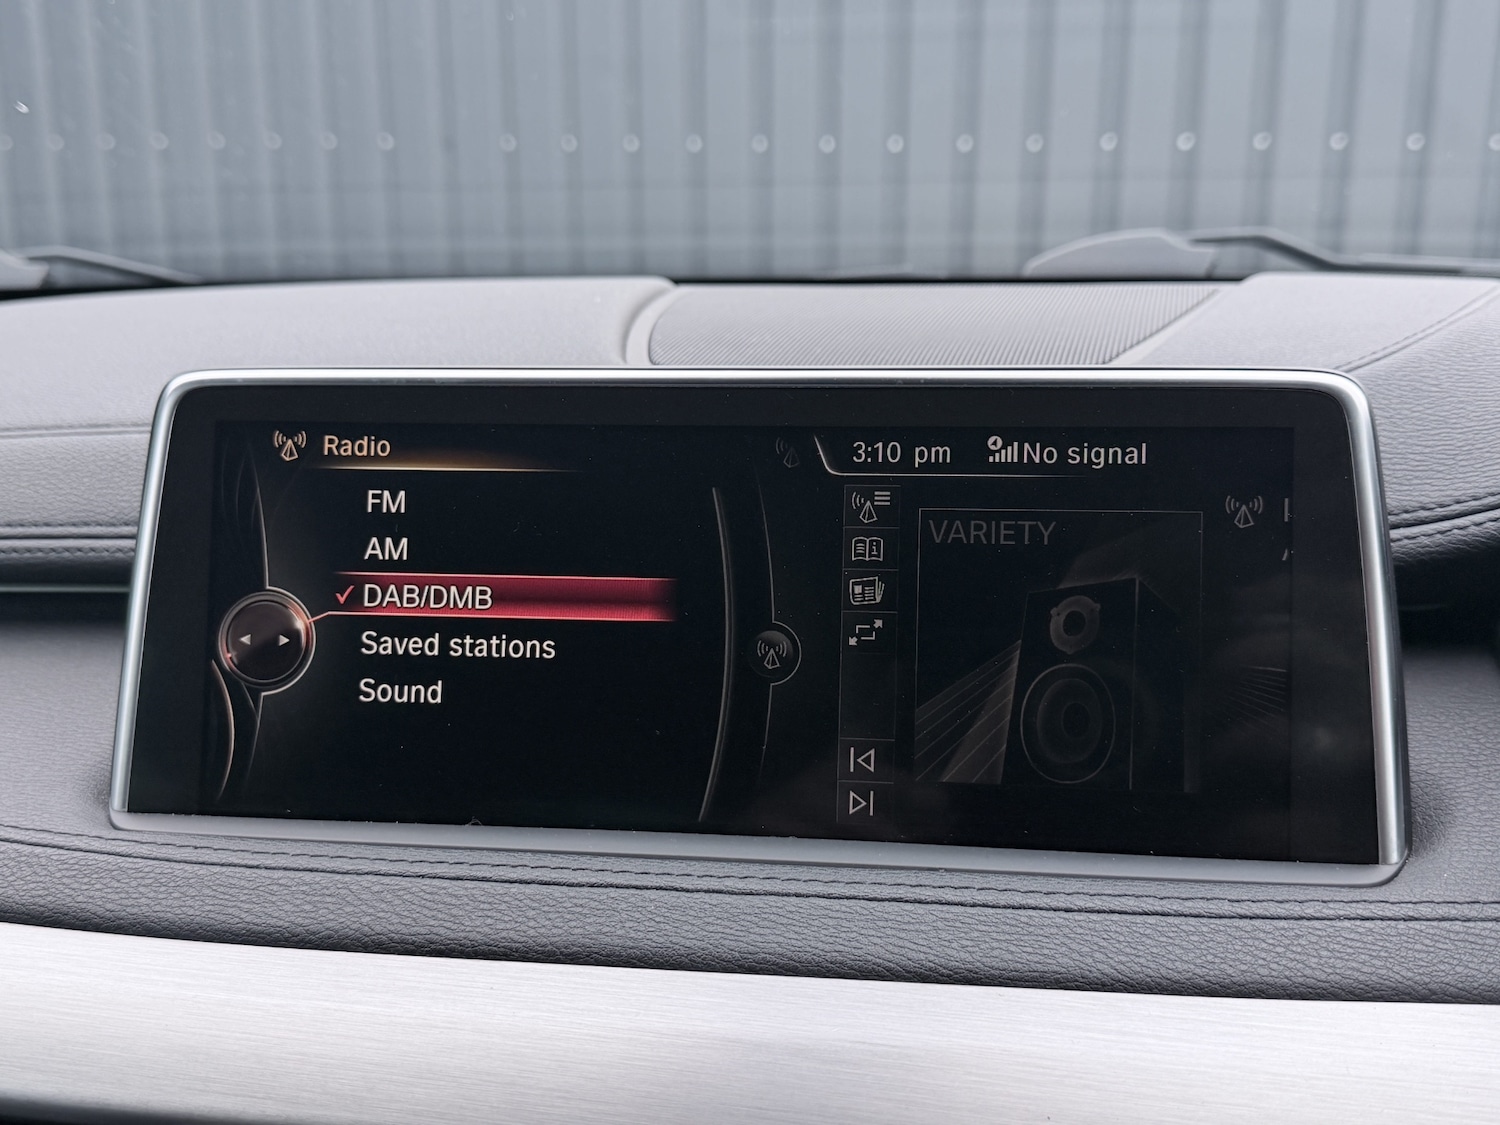 Radio
FM
AM
✓ DAB/DMB
Saved stations
Sound
3:10 pm
No signal
VARIETY